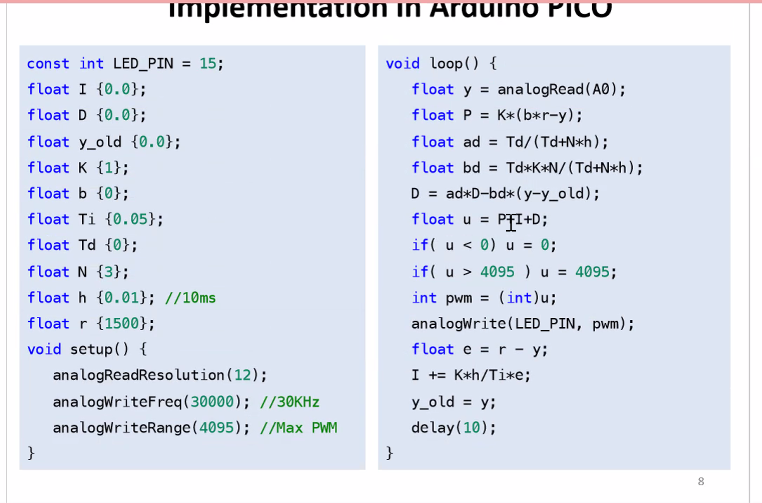 Implementation in Arduino PICO
const int LED_PIN = 15;
float I {0.0};
float D {0.0};
float y_old {0.0};
float K {1};
float b {0};
float Ti {0.05};
float Td {0};
float N {3};
float h {0.01}; //10ms
float r {1500};
void setup() {
analogReadResolution(12);
analogWriteFreq(30000); //30KHz
analogWriteRange(4095); //Max PWM
}
void loop() {
float y = analogRead(A0);
float P = K*(b*r-y);
float ad = Td/(Td+N*h);
float bd = Td*K*N/(Td+N*h);
D = ad*D-bd*(y-y_old);
float u = P+I+D;
if( u < 0) u = 0;
if( u > 4095 ) u = 4095;
int pwm = (int)u;
analogWrite(LED_PIN, pwm);
float e = r - y;
I += K*h/Ti*e;
y_old = y;
delay(10);
}
8